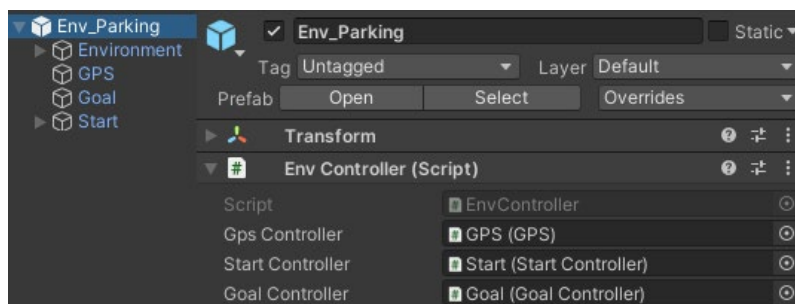 Env_Parking
Environment
GPS
Goal
Start
Env_Parking
Static
Tag Untagged Layer Default
Prefab Open Select Overrides
Transform
# Env Controller (Script)
Script EnvController
Gps Controller GPS (GPS)
Start Controller Start (Start Controller)
Goal Controller Goal (Goal Controller)